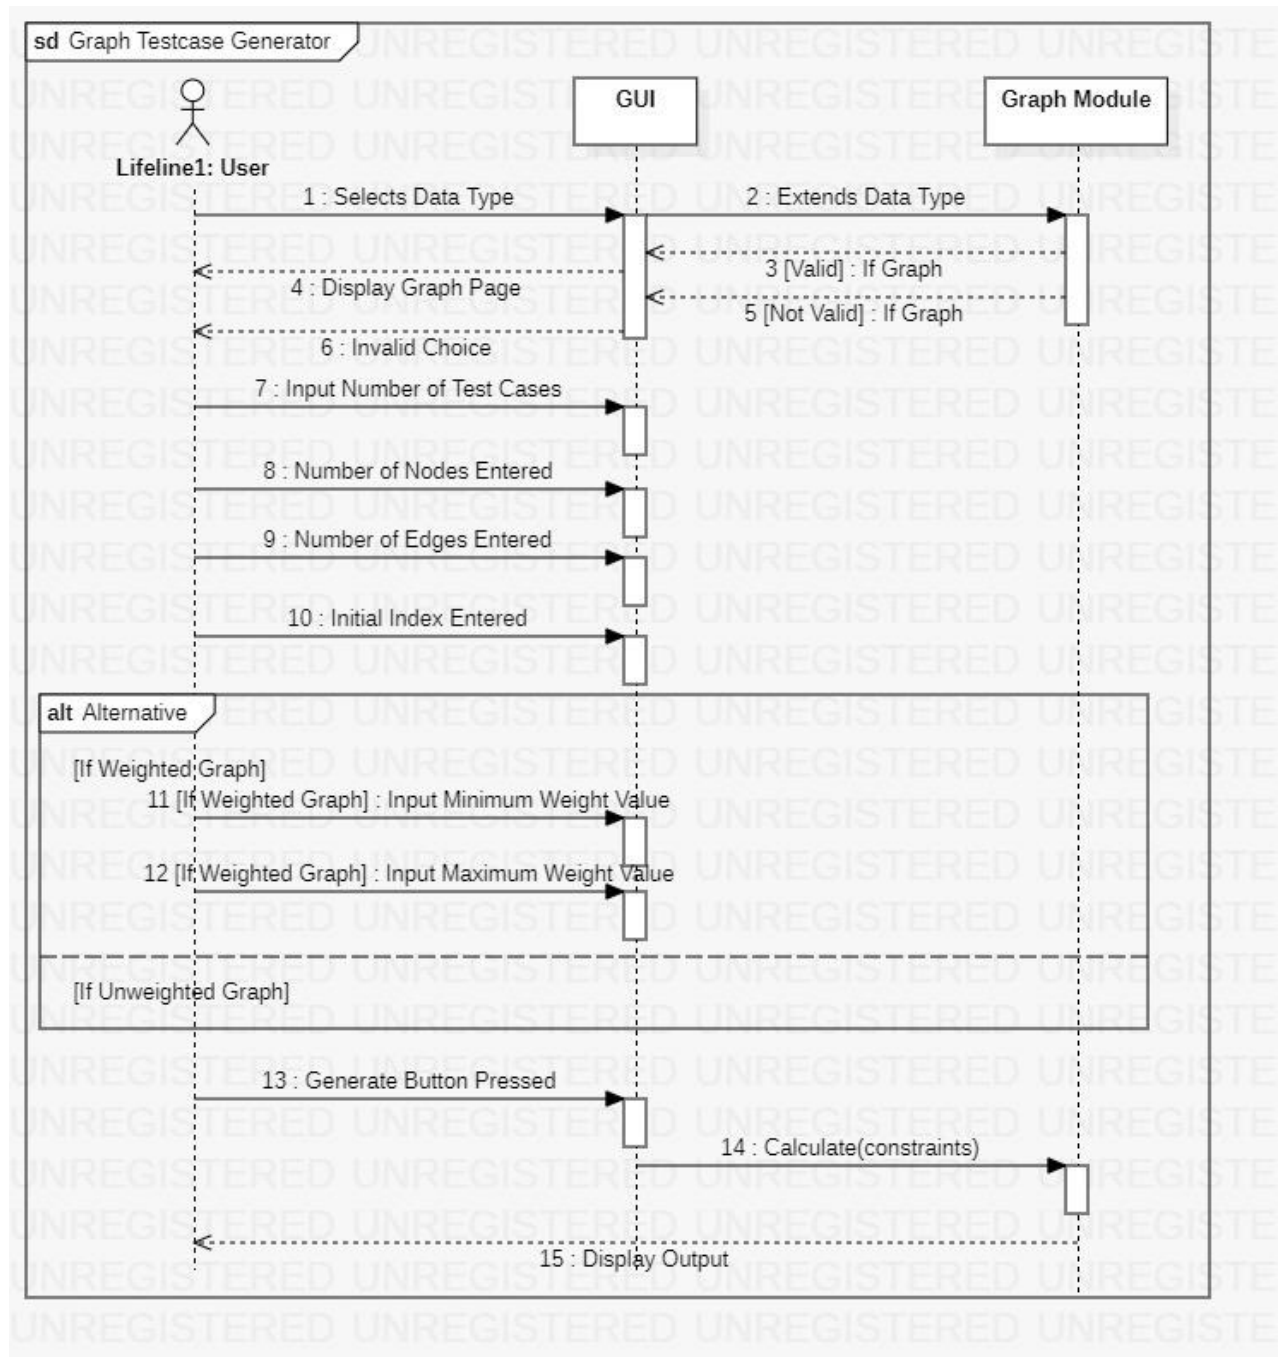 sd Graph Testcase Generator
GUI
Graph Module
Lifeline1: User
1 : Selects Data Type
2 : Extends Data Type
3 [Valid] : If Graph
4 : Display Graph Page
5 [Not Valid] : If Graph
6 : Invalid Choice
7 : Input Number of Test Cases
8 : Number of Nodes Entered
9 : Number of Edges Entered
10 : Initial Index Entered
alt Alternative
[If Weighted Graph]
11 [If Weighted Graph] : Input Minimum Weight Value
12 [If Weighted Graph] : Input Maximum Weight Value
[If Unweighted Graph]
13 : Generate Button Pressed
14 : Calculate(constraints)
15 : Display Output
UNREGISTERED UNREGISTERED UNREGISTERED UNREGISTE